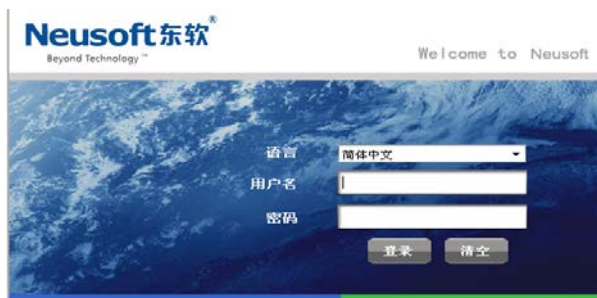 Neusoft东软®
Beyond Technology™
Welcome to Neusoft
语言 简体中文
用户名
密码
登录 清空